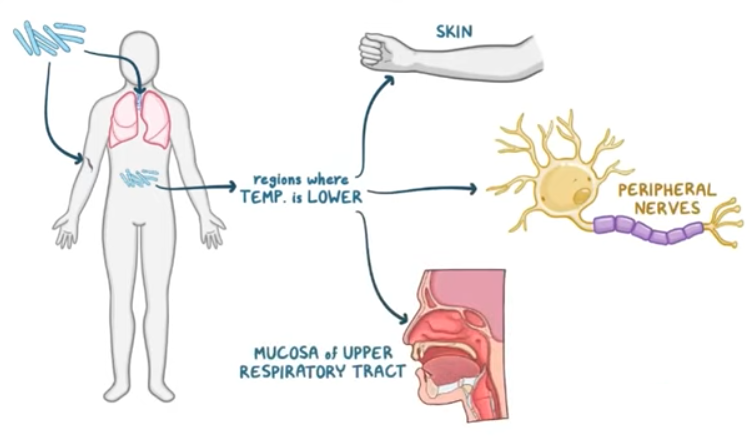 SKIN
regions where
TEMP. is LOWER
PERIPHERAL
NERVES
MUCOSA of UPPER
RESPIRATORY TRACT